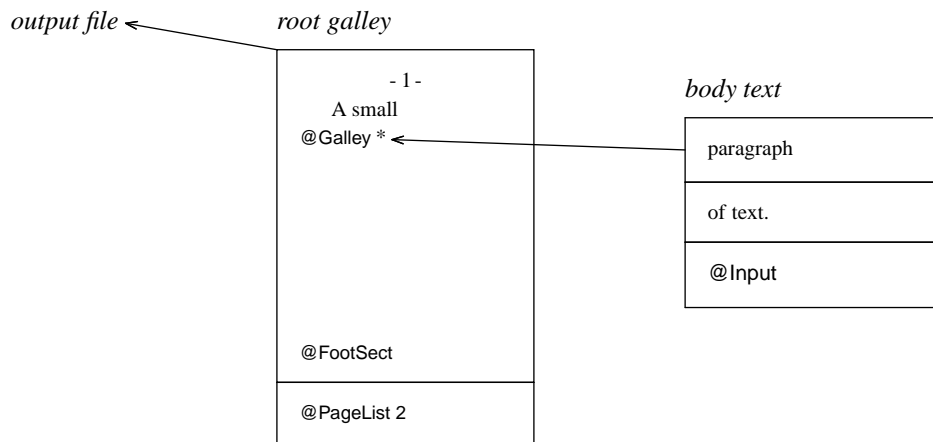 output file
root galley
- 1 -
A small
@Galley *
@FootSect
@PageList 2
body text
paragraph
of text.
@Input